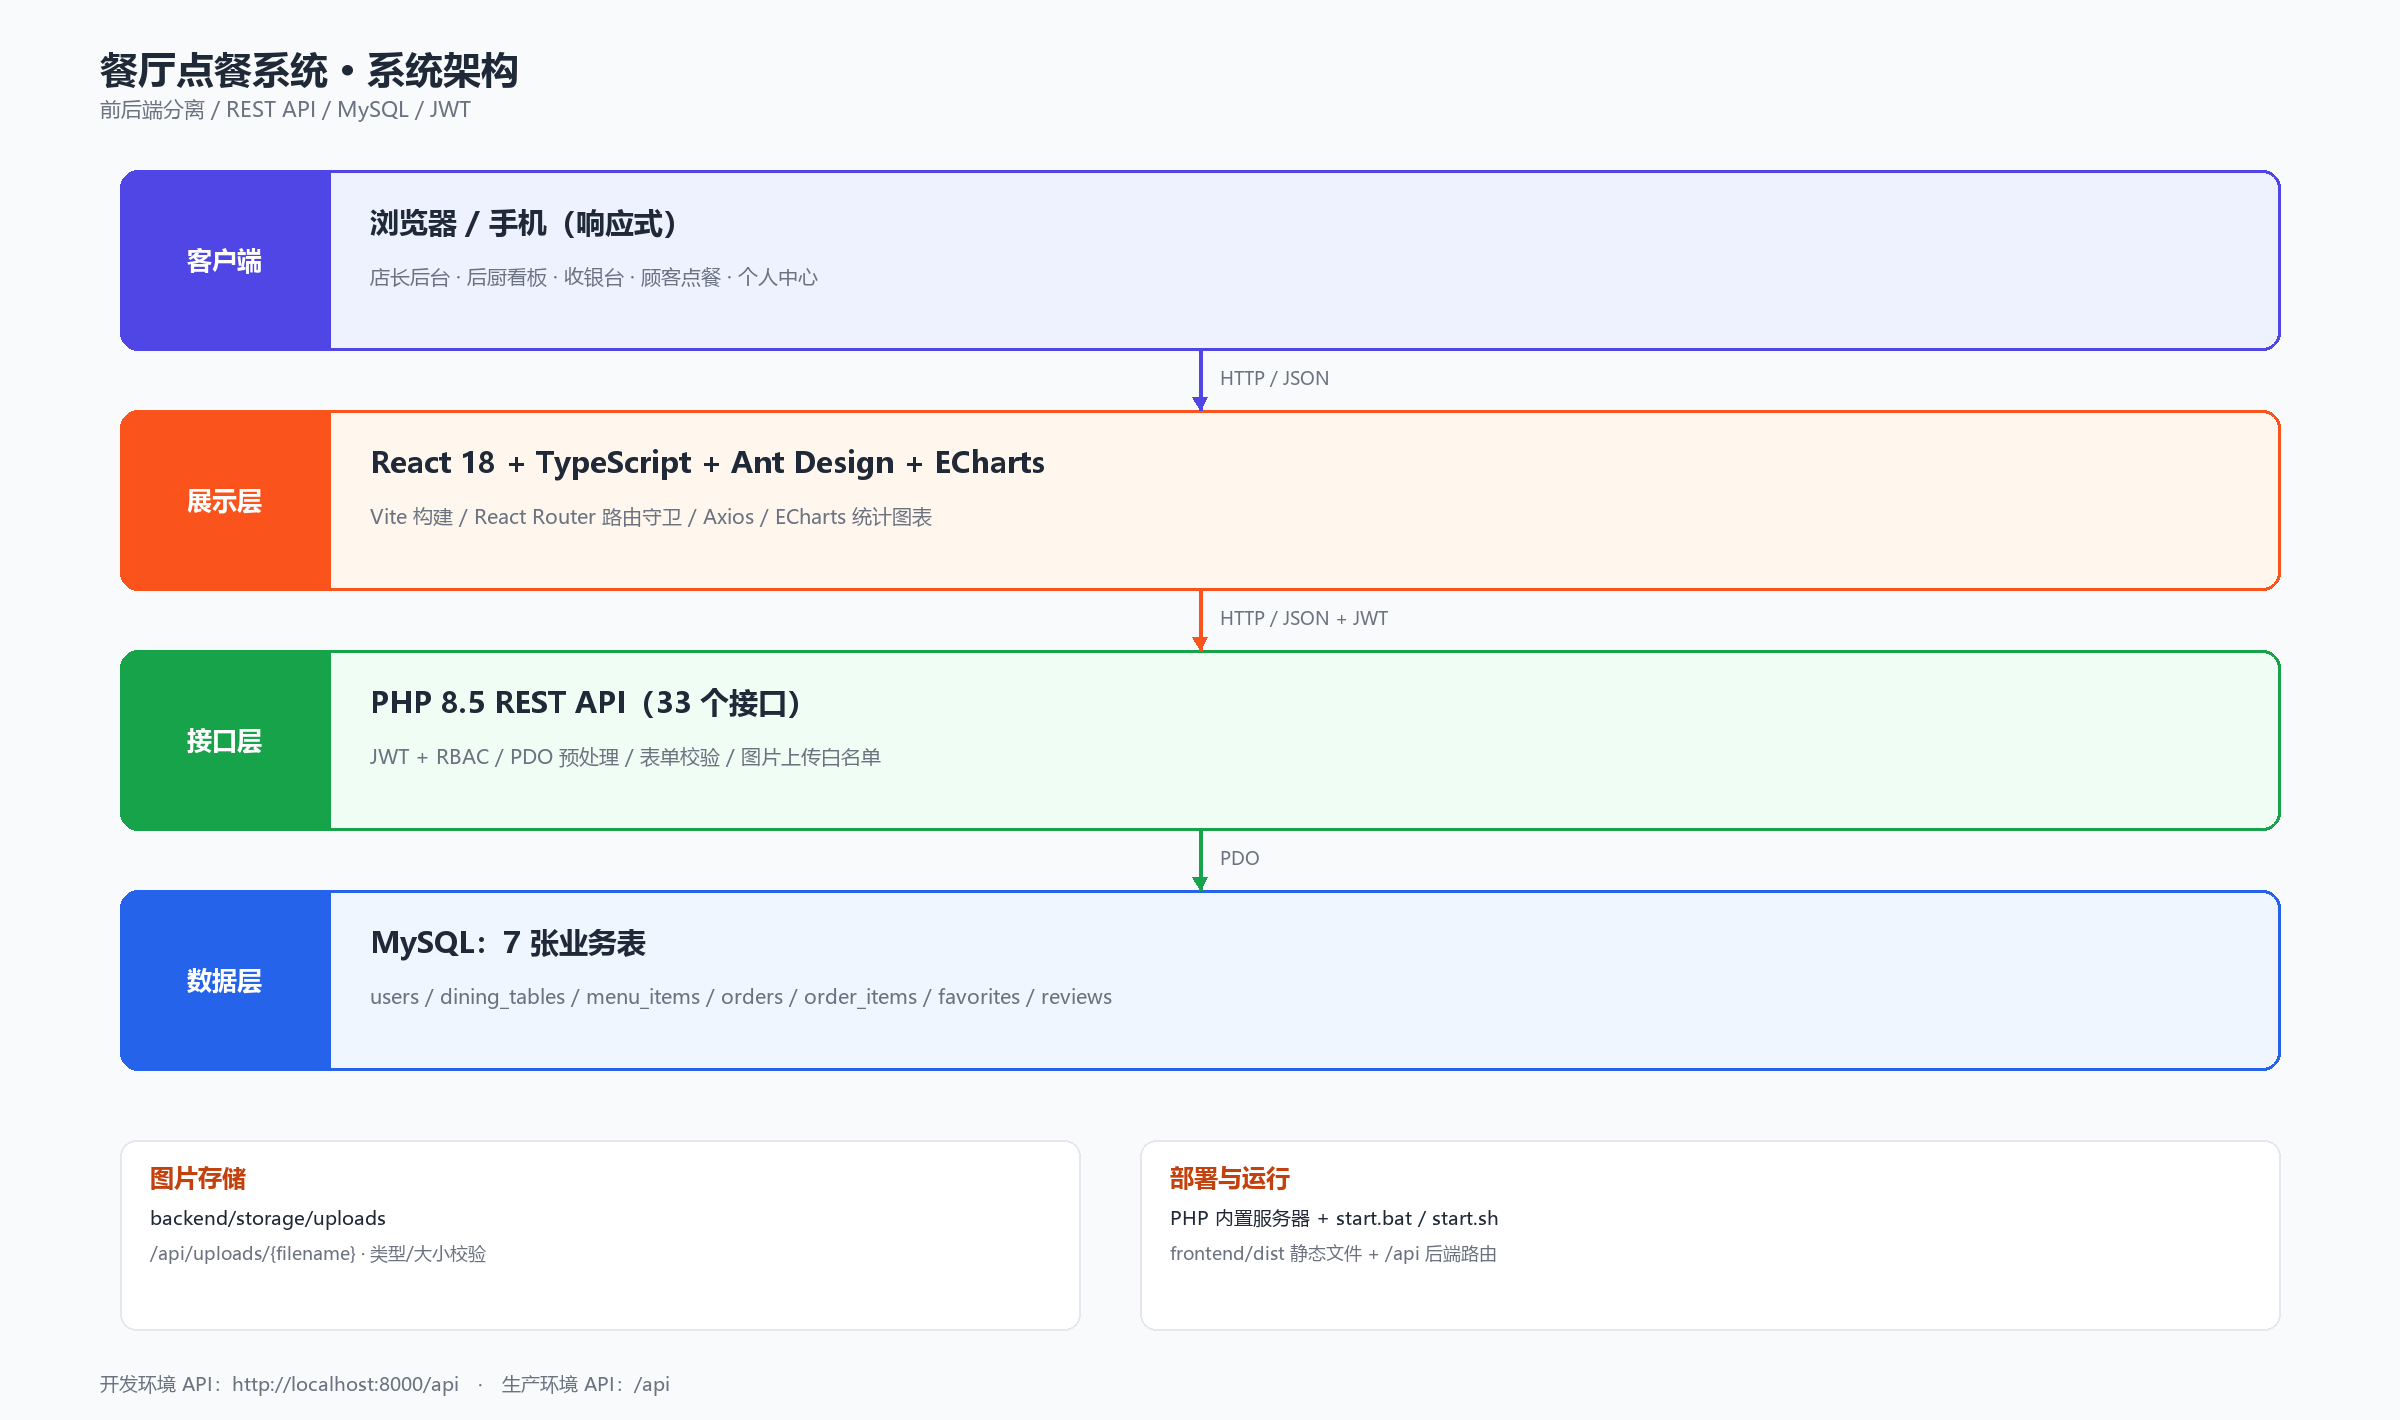 餐厅点餐系统 · 系统架构
前后端分离 / REST API / MySQL / JWT
客户端
浏览器 / 手机（响应式）
店长后台 · 后厨看板 · 收银台 · 顾客点餐 · 个人中心
HTTP / JSON
展示层
React 18 + TypeScript + Ant Design + ECharts
Vite 构建 / React Router 路由守卫 / Axios / ECharts 统计图表
HTTP / JSON + JWT
接口层
PHP 8.5 REST API（33 个接口）
JWT + RBAC / PDO 预处理 / 表单校验 / 图片上传白名单
PDO
数据层
MySQL：7 张业务表
users / dining_tables / menu_items / orders / order_items / favorites / reviews
图片存储
backend/storage/uploads
/api/uploads/{filename} · 类型/大小校验
部署与运行
PHP 内置服务器 + start.bat / start.sh
frontend/dist 静态文件 + /api 后端路由
开发环境 API：http://localhost:8000/api · 生产环境 API：/api